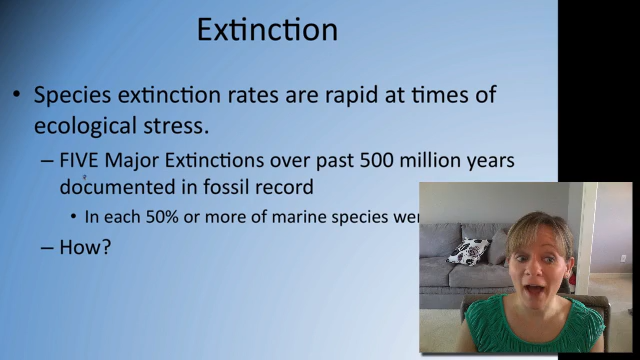 Extinction
• Species extinction rates are rapid at times of
ecological stress.
– FIVE Major Extinctions over past 500 million years
documented in fossil record
• In each 50% or more of marine species
– How?